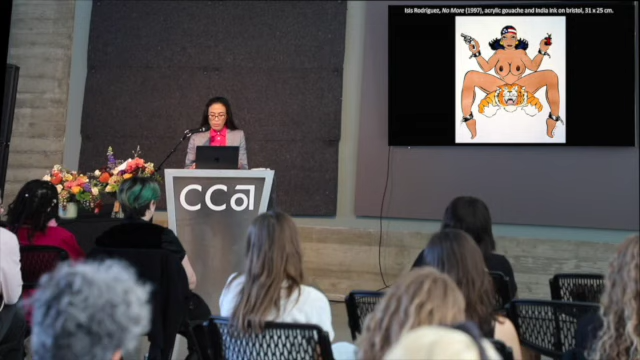 Isis Rodriguez, No More (1997), acrylic gouache and India ink on bristol, 31 x 25 cm.
CCA